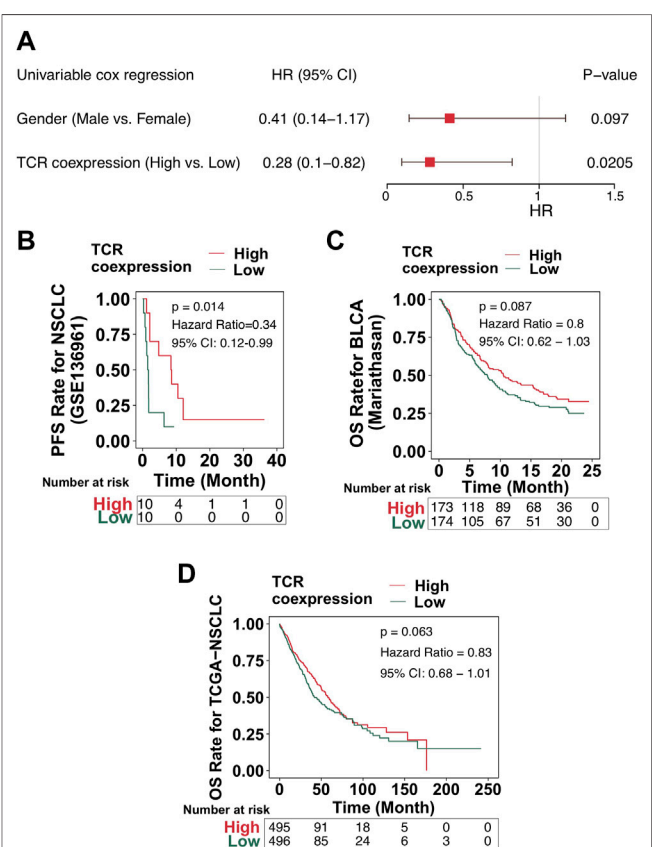 A
Univariable cox regression HR (95% CI) P−value
Gender (Male vs. Female) 0.41 (0.14−1.17) 0.097
TCR coexpression (High vs. Low) 0.28 (0.1−0.82) 0.0205
0 0.5 1 1.5
HR
B
TCR coexpression
High
Low
PFS Rate for NSCLC (GSE136961)
1.00
0.75
0.50
0.25
0.00
p = 0.014
Hazard Ratio=0.34
95% CI: 0.12-0.99
0 10 20 30 40
Time (Month)
Number at risk
High 10 4 1 1 0
Low 10 0 0 0 0
C
TCR coexpression
High
Low
OS Ratefor BLCA (Mariathasan)
1.00
0.75
0.50
0.25
0.00
p = 0.087
Hazard Ratio = 0.8
95% CI: 0.62 − 1.03
0 5 10 15 20 25
Time (Month)
Number at risk
High 173 118 89 68 36 0
Low 174 105 67 51 30 0
D
TCR coexpression
High
Low
OS Rate for TCGA−NSCLC
1.00
0.75
0.50
0.25
0.00
p = 0.063
Hazard Ratio = 0.83
95% CI: 0.68 − 1.01
0 50 100 150 200 250
Time (Month)
Number at risk
High 495 91 18 5 0 0
Low 496 85 24 6 3 0